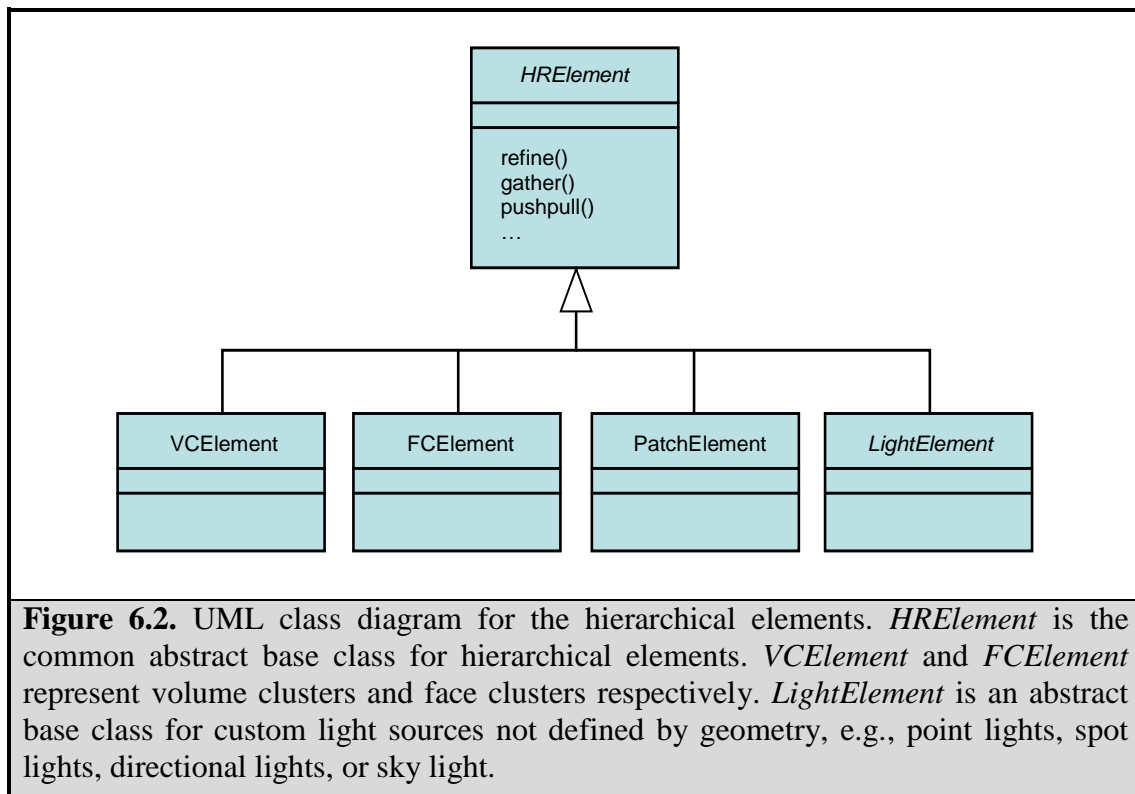 HRElement
refine()
gather()
pushpull()
…
VCElement
FCElement
PatchElement
LightElement
Figure 6.2. UML class diagram for the hierarchical elements. HRElement is the
common abstract base class for hierarchical elements. VCElement and FCElement
represent volume clusters and face clusters respectively. LightElement is an abstract
base class for custom light sources not defined by geometry, e.g., point lights, spot
lights, directional lights, or sky light.